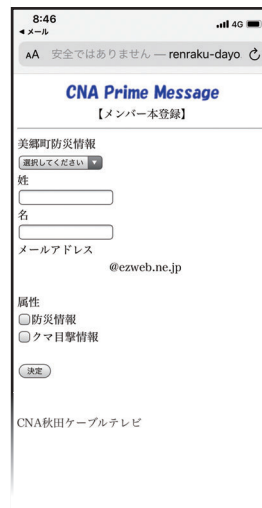 8:46
4G
◀ メール
AA 安全ではありません — renraku-dayo
CNA Prime Message
【メンバー本登録】
美郷町防災情報
選択してください
姓
名
メールアドレス
@ezweb.ne.jp
属性
防災情報
クマ目撃情報
決定
CNA秋田ケーブルテレビ